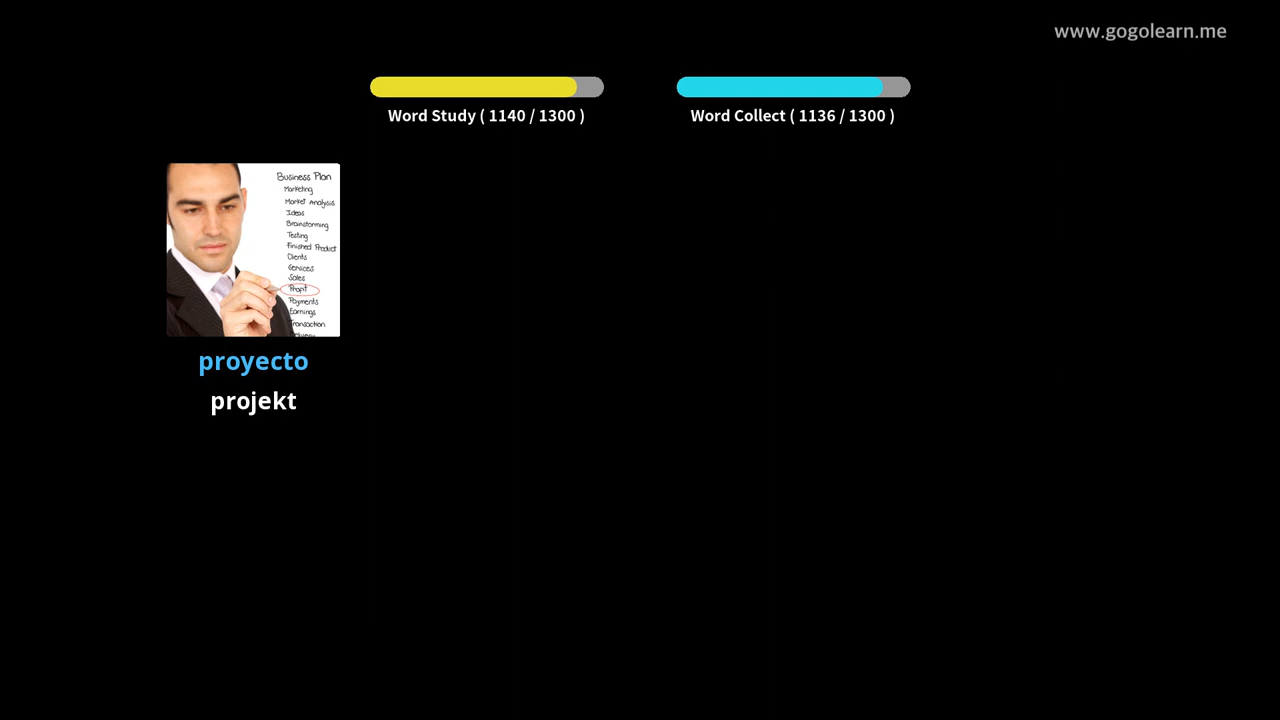 www.gogolearn.me
Word Study ( 1140 / 1300 )
Word Collect ( 1136 / 1300 )
Business Plan
Marketing
Market Analysis
Ideas
Brainstorming
Testing
Finished Product
Clients
Services
Sales
Profit
Payments
Earnings
Transaction
proyecto
projekt